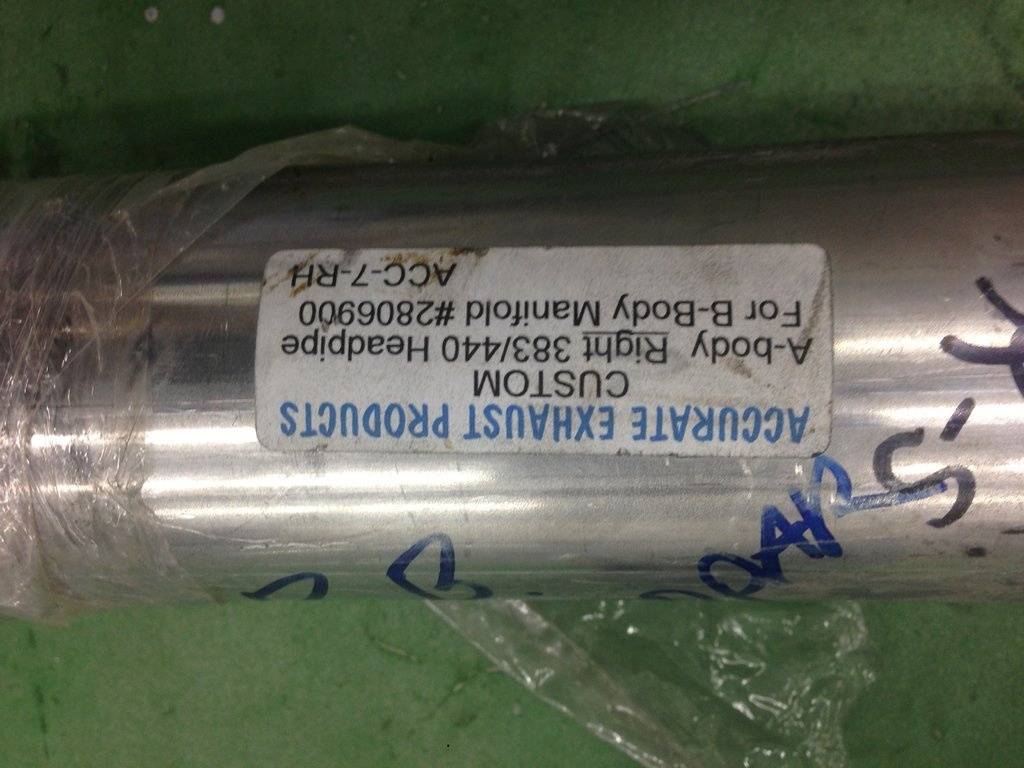 ACCURATE EXHAUST PRODUCTS
CUSTOM
A-body Right 383/440 Headpipe
For B-Body Manifold #2806900
ACC-7-RH